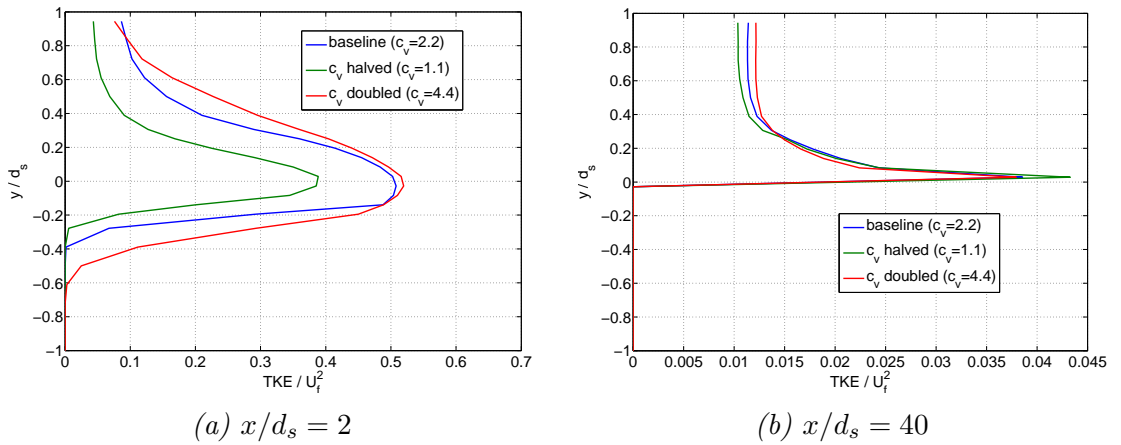 1
0.8
0.6
0.4
0.2
0
−0.2
−0.4
−0.6
−0.8
−1
y / d_s
baseline (c_v=2.2)
c_v halved (c_v=1.1)
c_v doubled (c_v=4.4)
0 0.1 0.2 0.3 0.4 0.5 0.6 0.7
TKE / U_f^2
(a) x/d_s = 2
1
0.8
0.6
0.4
0.2
0
−0.2
−0.4
−0.6
−0.8
−1
y / d_s
baseline (c_v=2.2)
c_v halved (c_v=1.1)
c_v doubled (c_v=4.4)
0 0.005 0.01 0.015 0.02 0.025 0.03 0.035 0.04 0.045
TKE / U_f^2
(b) x/d_s = 40